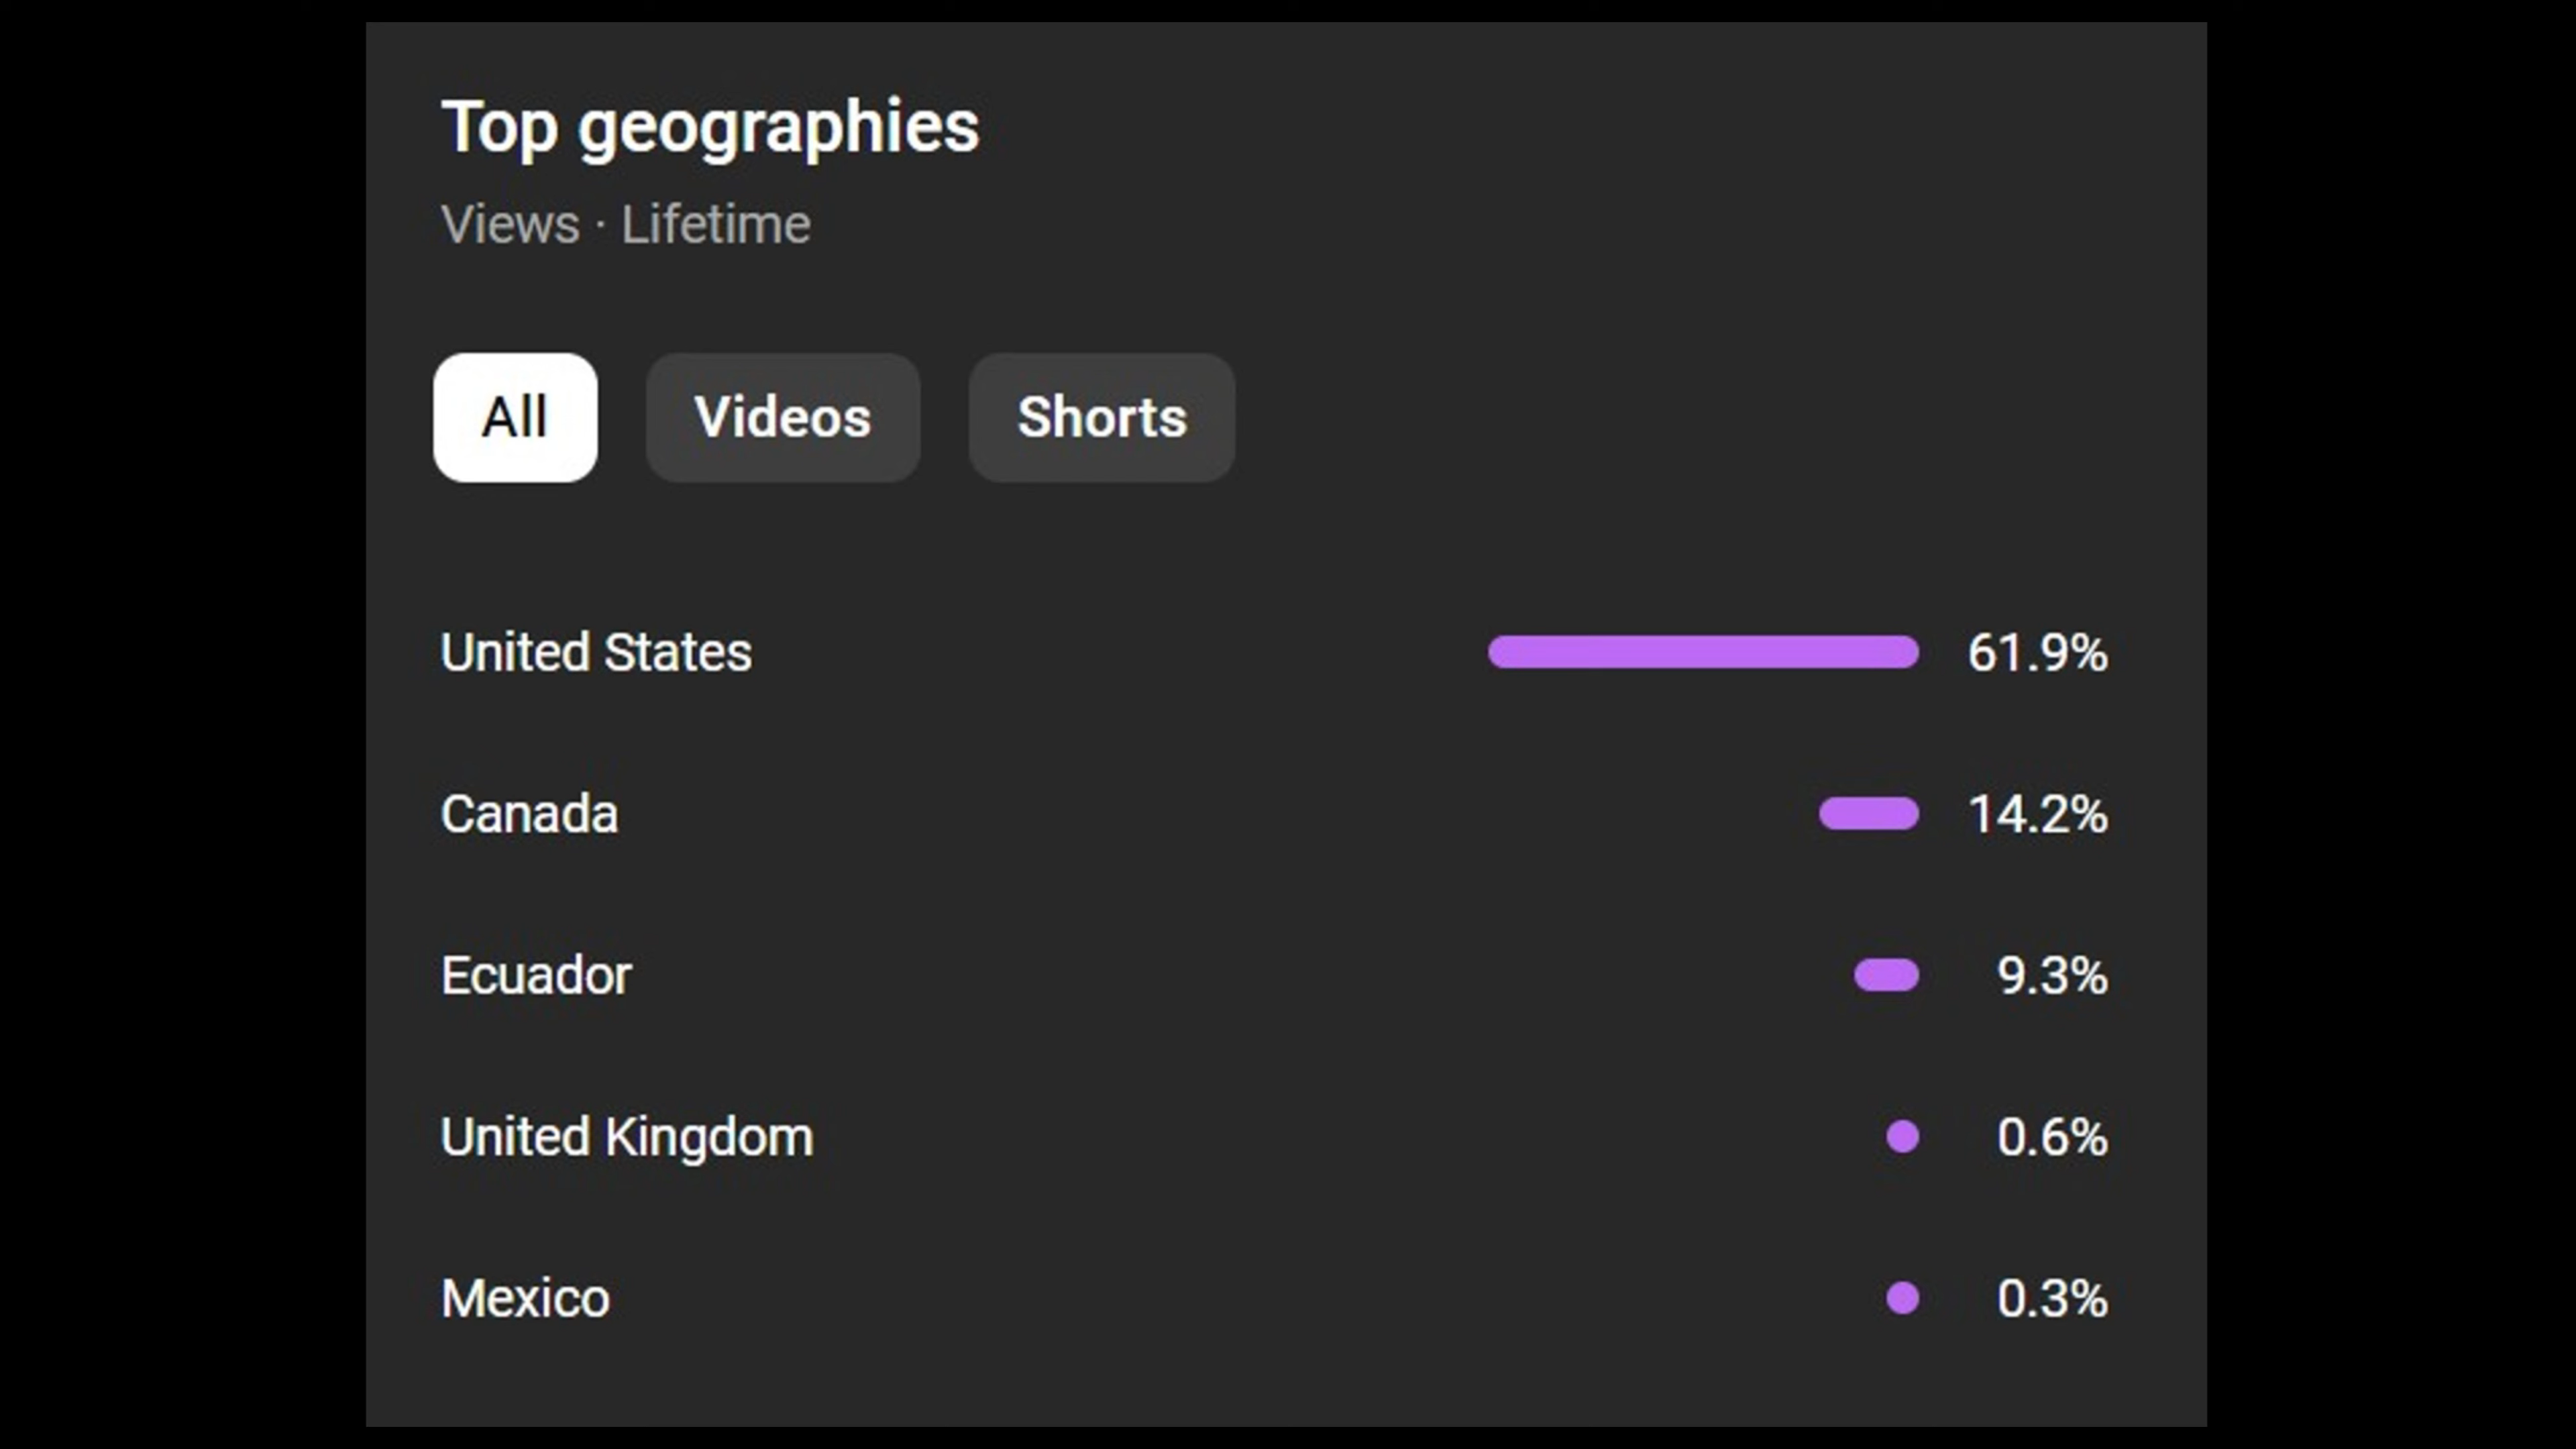 Top geographies
Views · Lifetime
All Videos Shorts
United States 61.9%
Canada 14.2%
Ecuador 9.3%
United Kingdom 0.6%
Mexico 0.3%